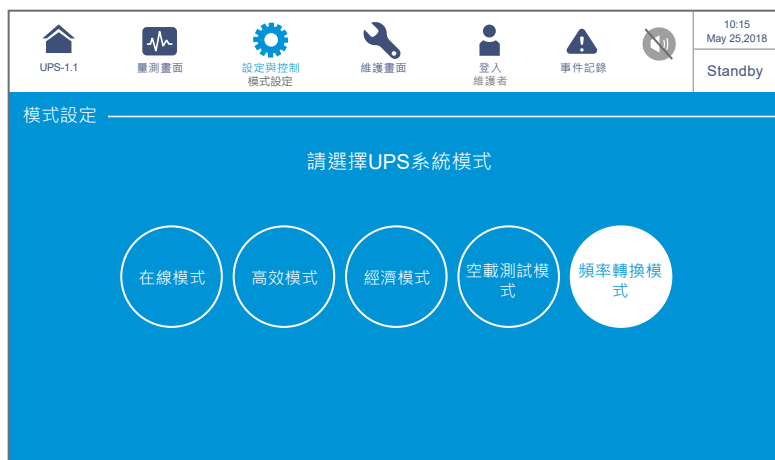 UPS-1.1
量測畫面
設定與控制
模式設定
維護畫面
登入
維護者
事件記錄
10:15
May 25,2018
Standby
模式設定
請選擇UPS系統模式
在線模式
高效模式
經濟模式
空載測試模
式
頻率轉換模
式